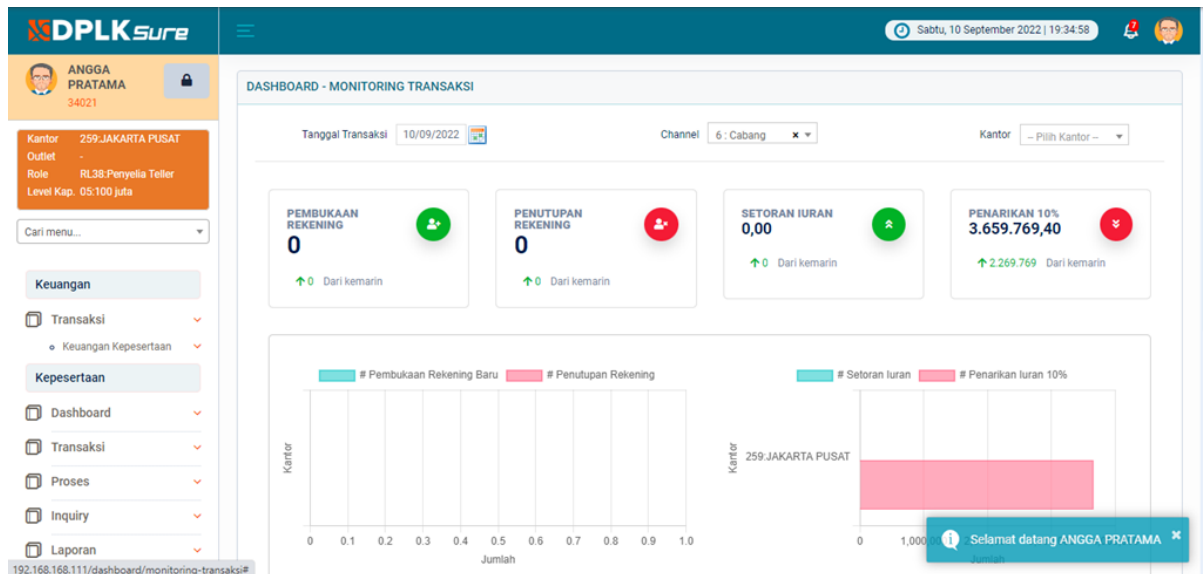 DPLKSure
Sabtu, 10 September 2022 | 19:34:58
7
ANGGA
PRATAMA
34021
Kantor 259:JAKARTA PUSAT
Outlet -
Role RL38:Penyelia Teller
Level Kap. 05:100 juta
Cari menu...
Keuangan
Transaksi
Keuangan Kepesertaan
Kepesertaan
Dashboard
Transaksi
Proses
Inquiry
Laporan
192.168.168.111/dashboard/monitoring-transaksi#
DASHBOARD - MONITORING TRANSAKSI
Tanggal Transaksi 10/09/2022 Channel 6 : Cabang x Kantor -- Pilih Kantor --
PEMBUKAAN
REKENING
0
0 Dari kemarin
PENUTUPAN
REKENING
0
0 Dari kemarin
SETORAN IURAN
0,00
0 Dari kemarin
PENARIKAN 10%
3.659.769,40
2.269.769 Dari kemarin
# Pembukaan Rekening Baru # Penutupan Rekening
Kantor
0 0.1 0.2 0.3 0.4 0.5 0.6 0.7 0.8 0.9 1.0
Jumlah
# Setoran Iuran # Penarikan Iuran 10%
Kantor
259:JAKARTA PUSAT
0 1,000
Jumlah
Selamat datang ANGGA PRATAMA ×